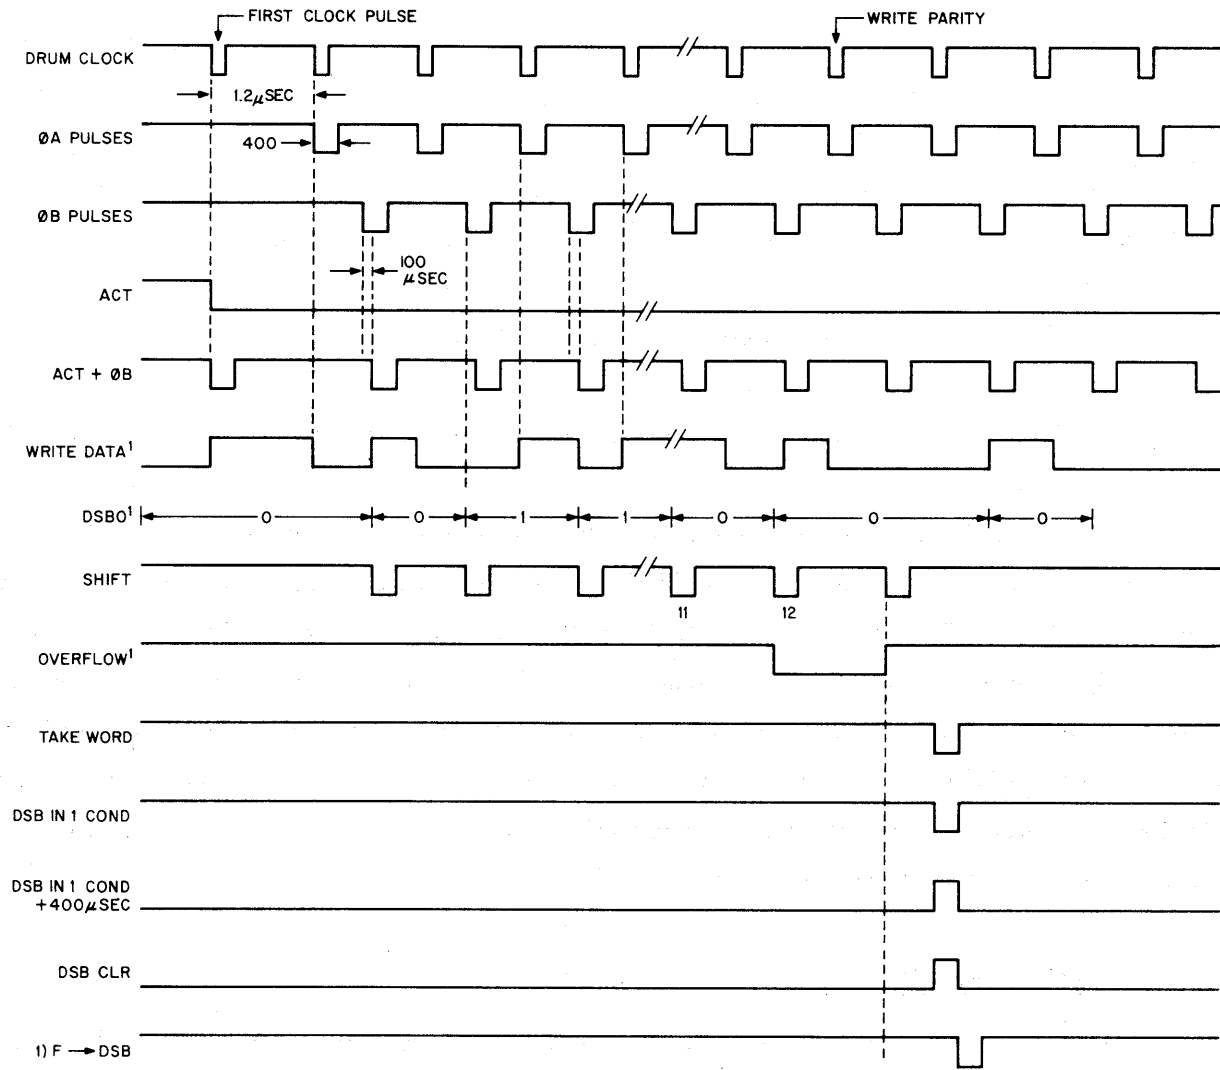 FIRST CLOCK PULSE
WRITE PARITY
DRUM CLOCK
1.2μSEC
ØA PULSES
400
ØB PULSES
100
μSEC
ACT
ACT + ØB
WRITE DATA¹
DSB0¹
0 0 1 1 0 0 0
SHIFT
11 12
OVERFLOW¹
TAKE WORD
DSB IN 1 COND
DSB IN 1 COND
+400μSEC
DSB CLR
1) F → DSB